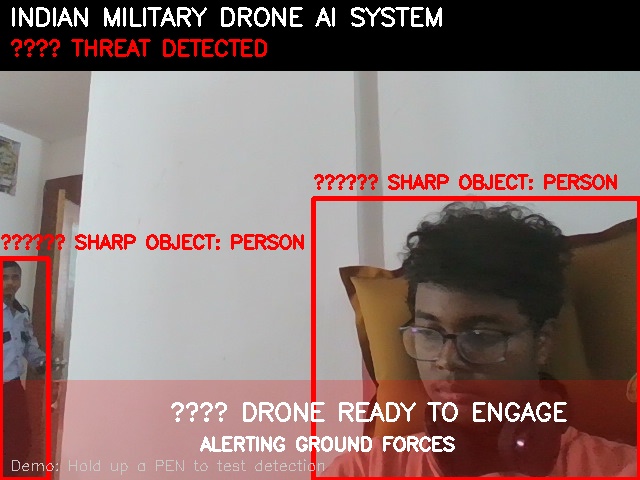 INDIAN MILITARY DRONE AI SYSTEM
???? THREAT DETECTED
?????? SHARP OBJECT: PERSON
?????? SHARP OBJECT: PERSON
???? DRONE READY TO ENGAGE
ALERTING GROUND FORCES
Demo: Hold up a PEN to test detection